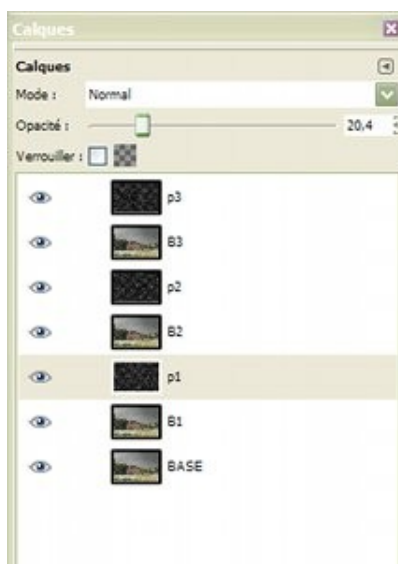 Calques
Calques
Mode : Normal
Opacité : 20,4
Verrouiller :
p3
B3
p2
B2
p1
B1
BASE